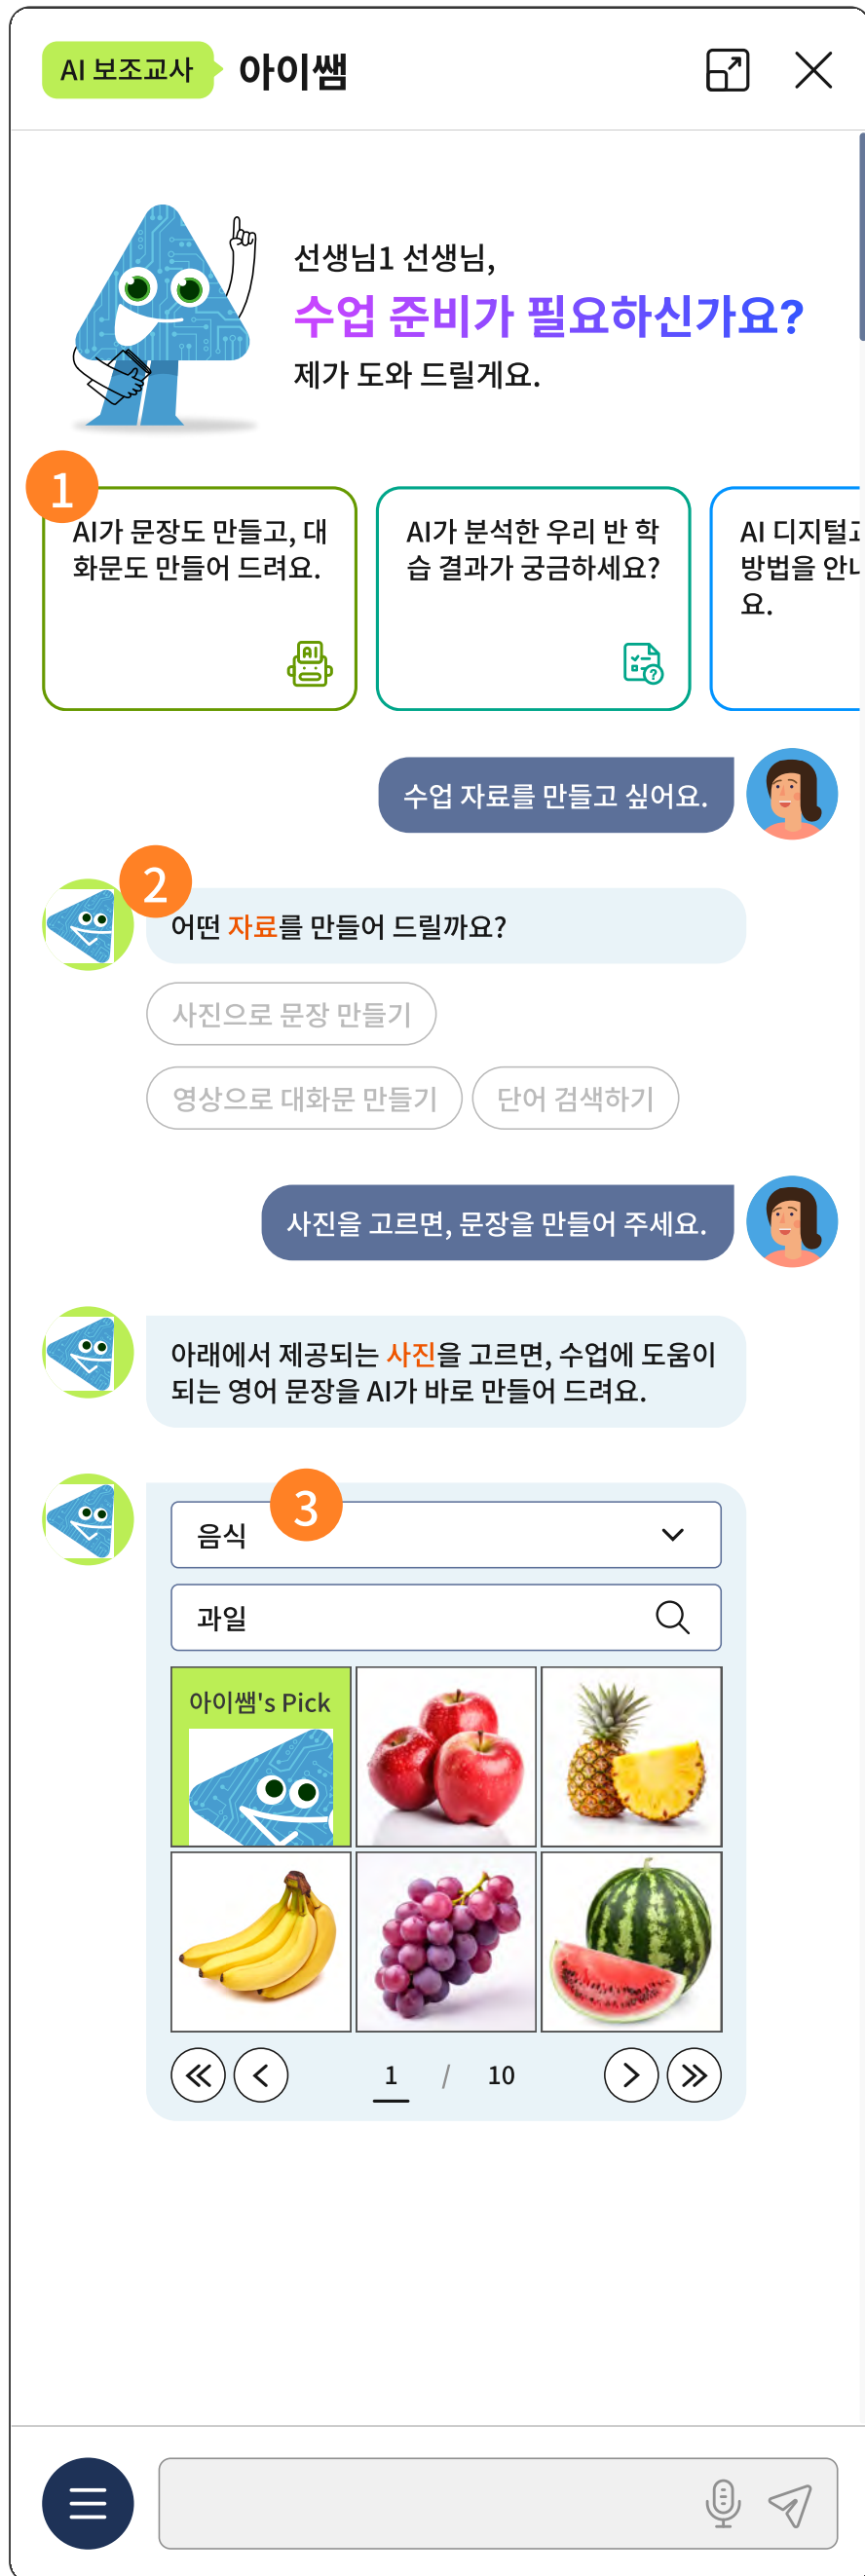 AI 보조교사
아이쌤
선생님1 선생님,
수업 준비가 필요하신가요?
제가 도와 드릴게요.
1
AI가 문장도 만들고, 대
화문도 만들어 드려요.
AI
AI가 분석한 우리 반 학
습 결과가 궁금하세요?
?
AI 디지털
방법을
요.
수업 자료를 만들고 싶어요.
2
어떤 자료를 만들어 드릴까요?
사진으로 문장 만들기
영상으로 대화문 만들기
단어 검색하기
사진을 고르면, 문장을 만들어 주세요.
아래에서 제공되는 사진을 고르면, 수업에 도움이
되는 영어 문장을 AI가 바로 만들어 드려요.
3
음식
과일
아이쌤's Pick
1 / 10